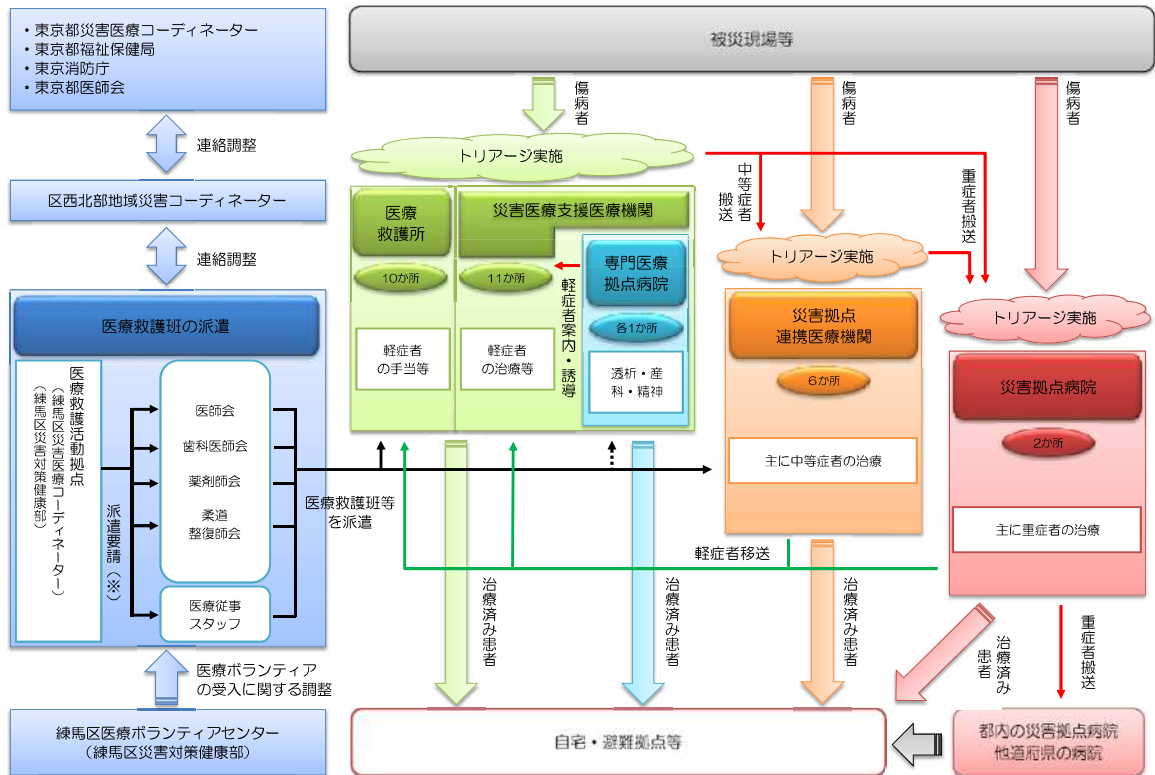 ・東京都災害医療コーディネーター
・東京都福祉保健局
・東京消防庁
・東京都医師会
連絡調整
区西北部地域災害コーディネーター
連絡調整
医療救護班の派遣
医療救護活動拠点
（練馬区災害医療コーディネーター）
（練馬区災害対策健康部）
派遣要請（※）
医師会
歯科医師会
薬剤師会
柔道
整復師会
医療従事
スタッフ
医療ボランティア
の受入に関する調整
練馬区医療ボランティアセンター
（練馬区災害対策健康部）
医療救護班等
を派遣
被災現場等
傷病者
傷病者
傷病者
トリアージ実施
中等症者
搬送
重症者搬送
医療
救護所
10か所
軽症者
の手当等
災害医療支援医療機関
11か所
軽症者
の治療等
軽症者案内・誘導
専門医療
拠点病院
各1か所
透析・産
科・精神
トリアージ実施
災害拠点
連携医療機関
6か所
主に中等症者の治療
トリアージ実施
災害拠点病院
2か所
主に重症者の治療
軽症者移送
治療済み患者
治療済み患者
治療済み患者
治療済み
患者
重症者搬送
自宅・避難拠点等
都内の災害拠点病院
他道府県の病院